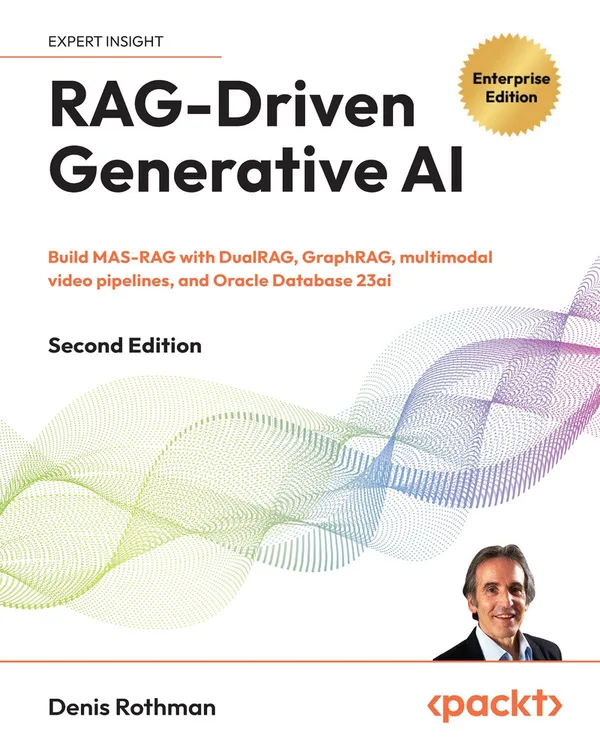 EXPERT INSIGHT
RAG-Driven
Generative AI
Enterprise
Edition
Build MAS-RAG with DualRAG, GraphRAG, multimodal
video pipelines, and Oracle Database 23ai
Second Edition
Denis Rothman
<packt>